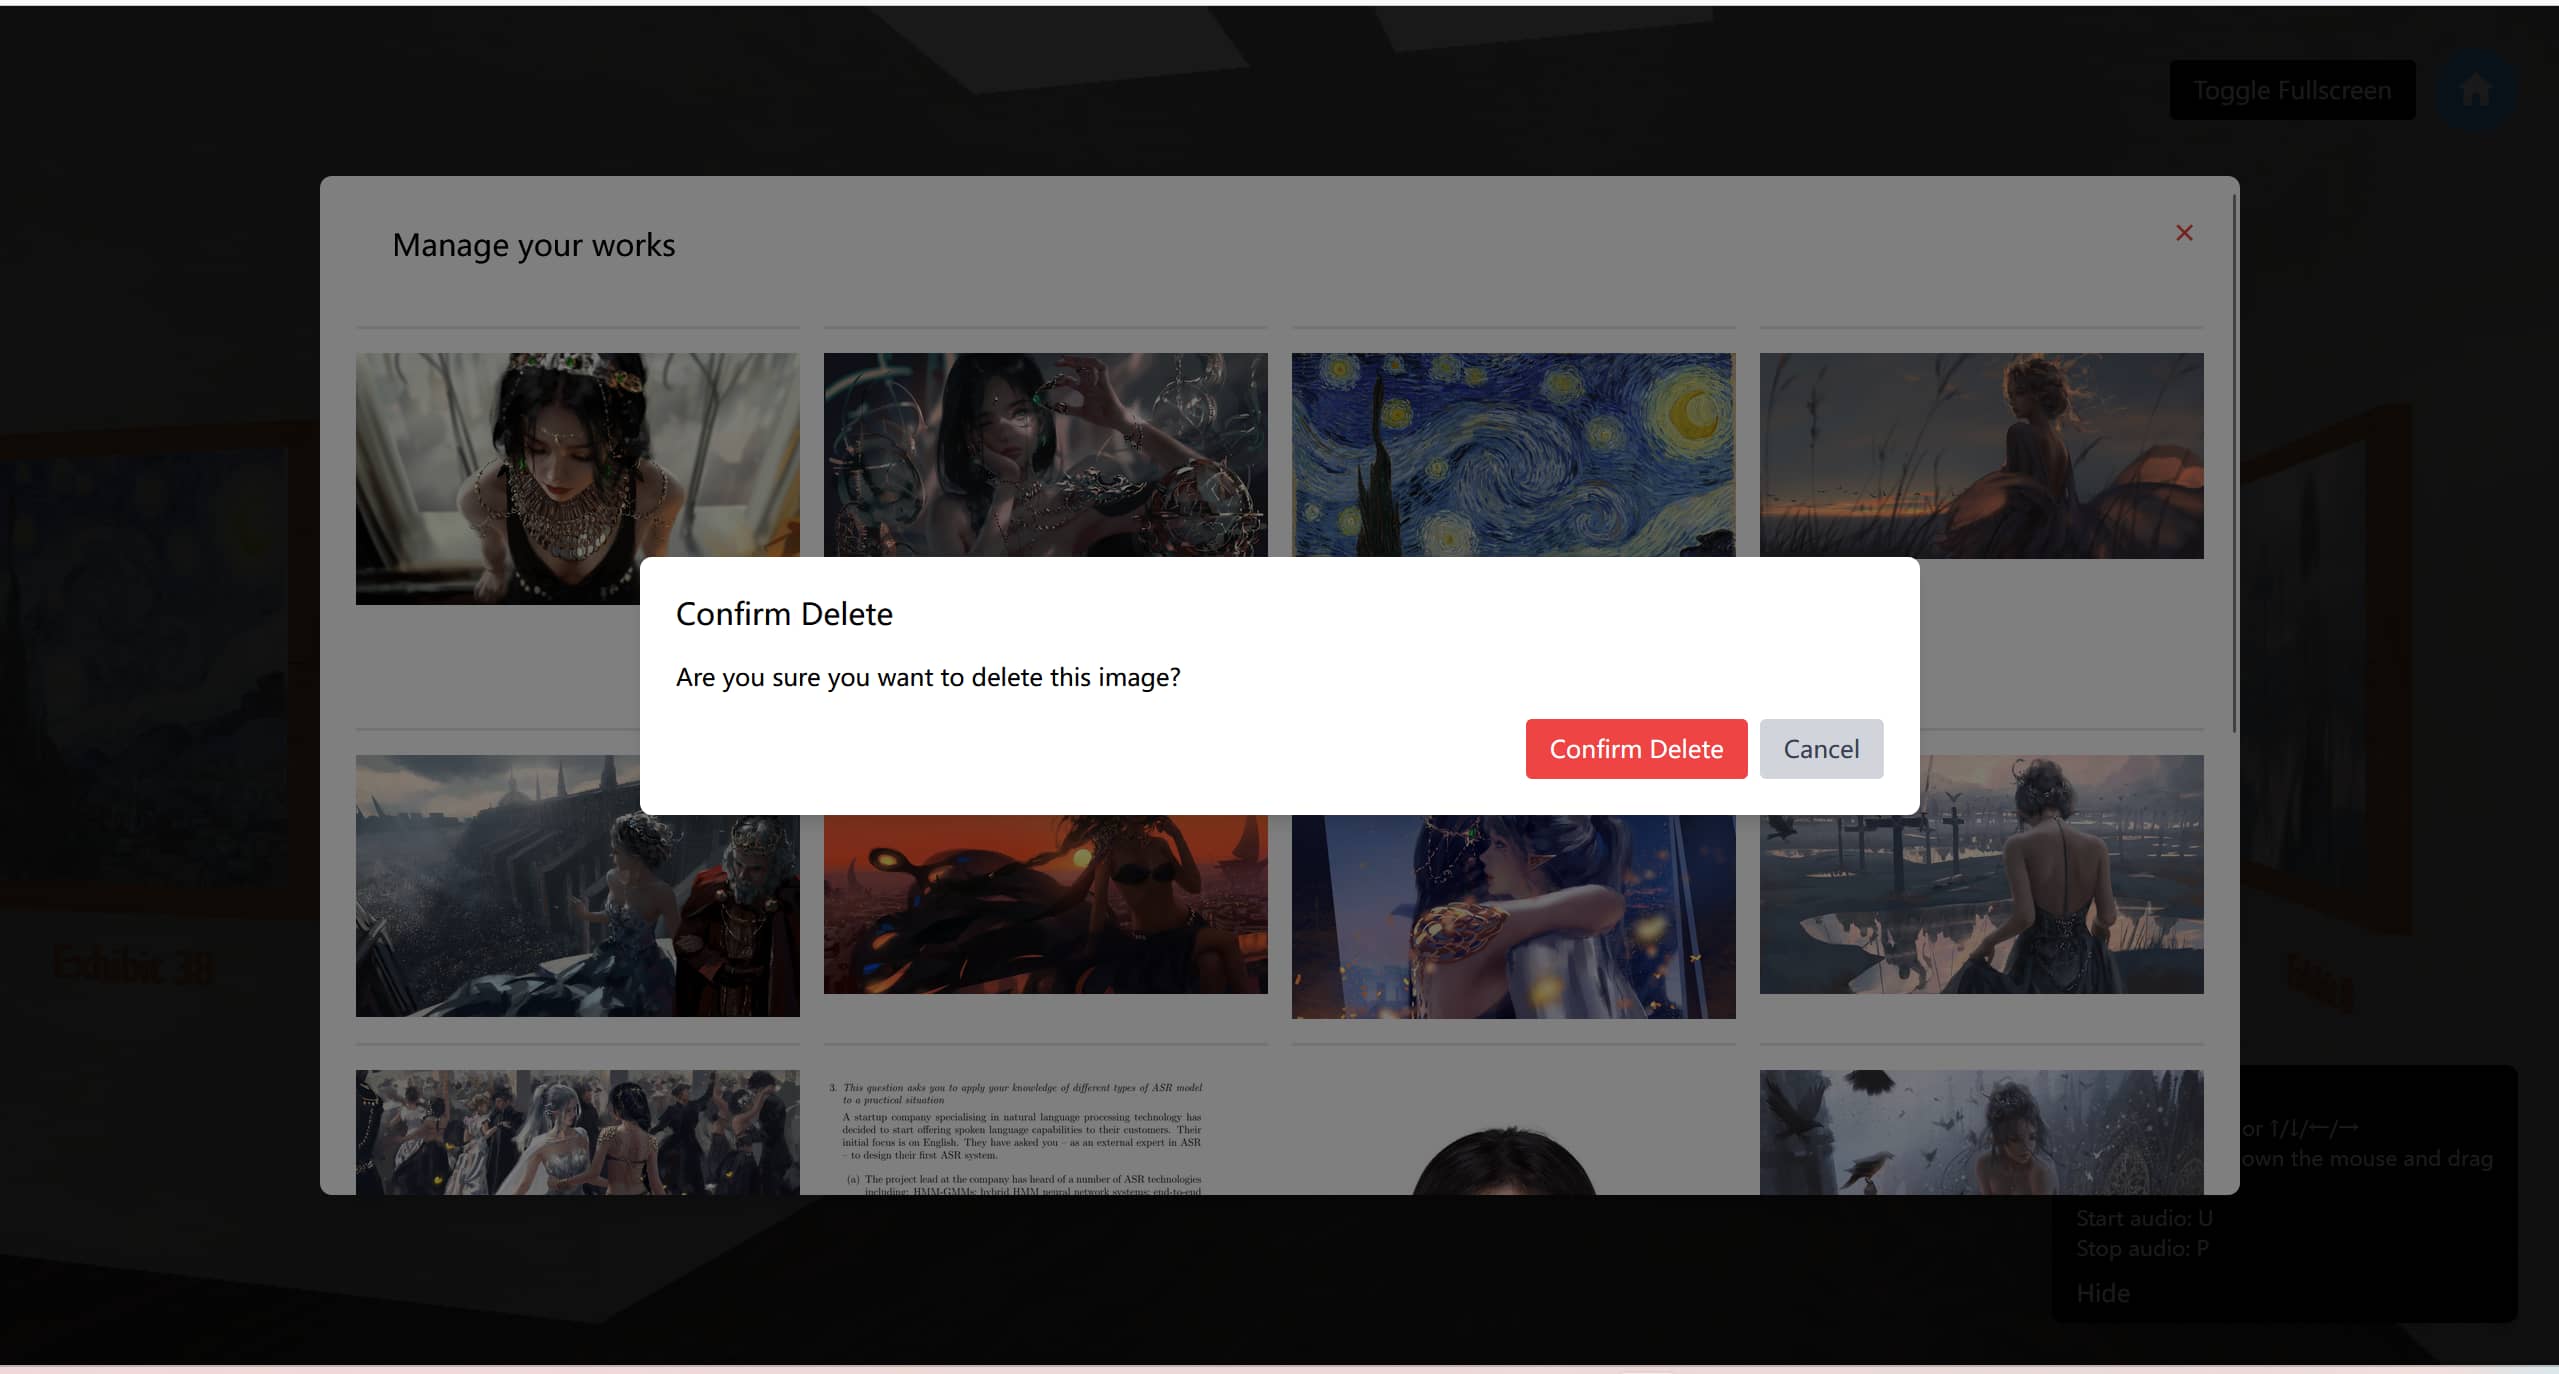 Toggle Fullscreen
Manage your works
✕
Confirm Delete
Are you sure you want to delete this image?
Confirm Delete
Cancel
Exhibic 38
3. This question asks you to apply your knowledge of different types of ASR model
to a practical situation
A startup company specialising in natural language processing technology has
decided to start offering spoken language capabilities to their customers. Their
initial focus is on English. They have asked you – as an external expert in ASR
– to design their first ASR system.
(a) The project lead at the company has heard of a number of ASR technologies
including: HMM-GMMs; hybrid HMM neural network systems; end-to-end
or ↑/↓/←/→
own the mouse and drag
Start audio: U
Stop audio: P
Hide